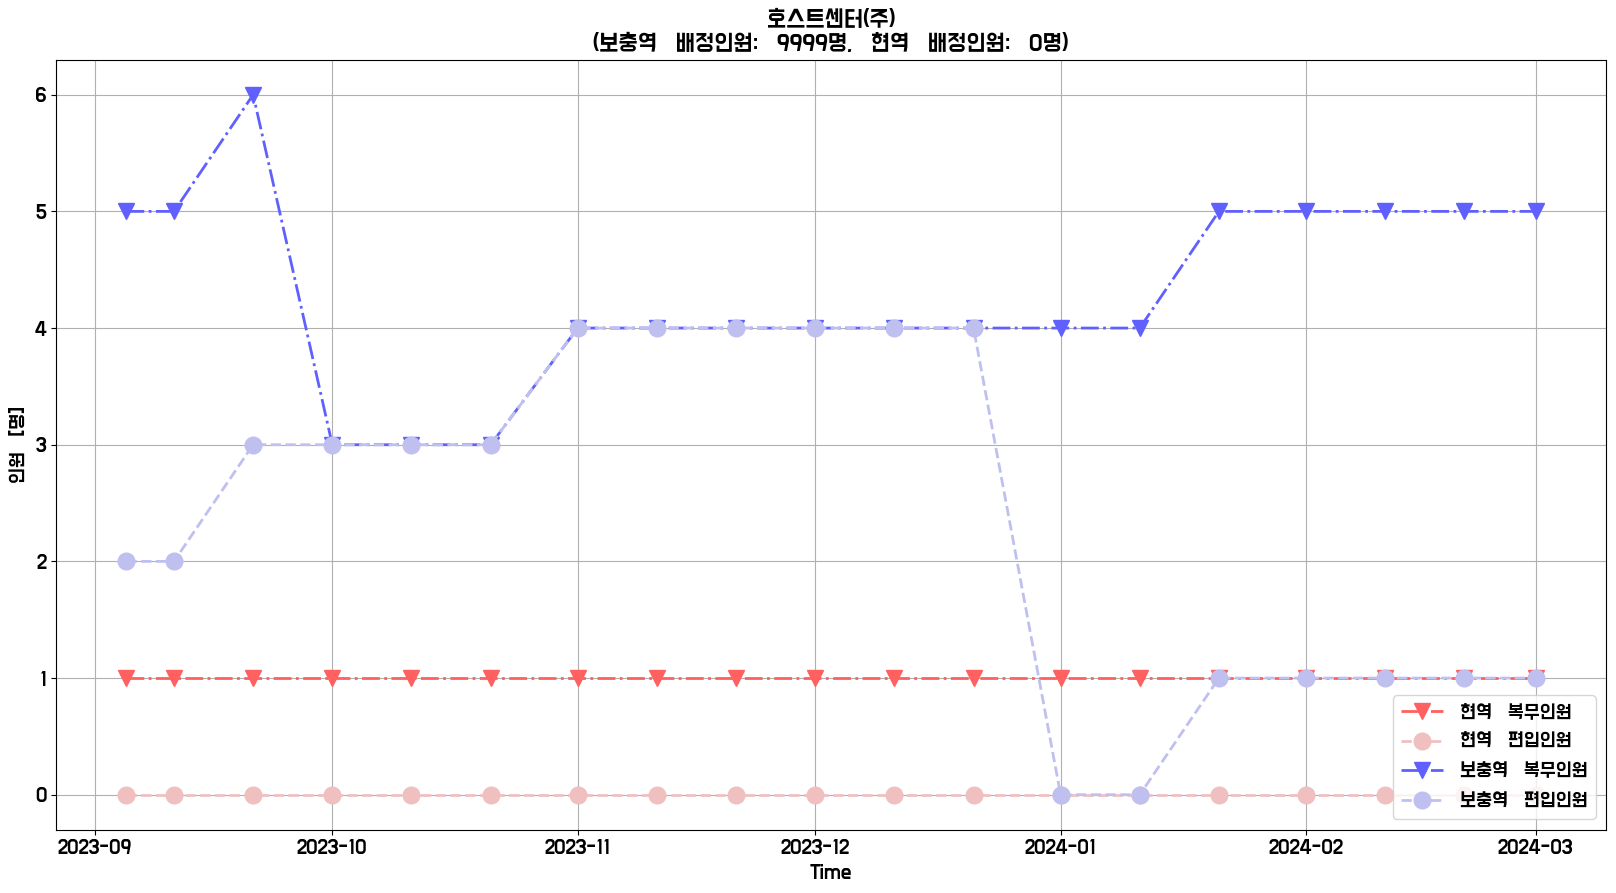 호스트센터(주)
(보충역 배정인원: 9999명, 현역 배정인원: 0명)
인원 [명]
6
5
4
3
2
1
0
2023-09
2023-10
2023-11
2023-12
2024-01
2024-02
2024-03
Time
현역 복무인원
현역 편입인원
보충역 복무인원
보충역 편입인원